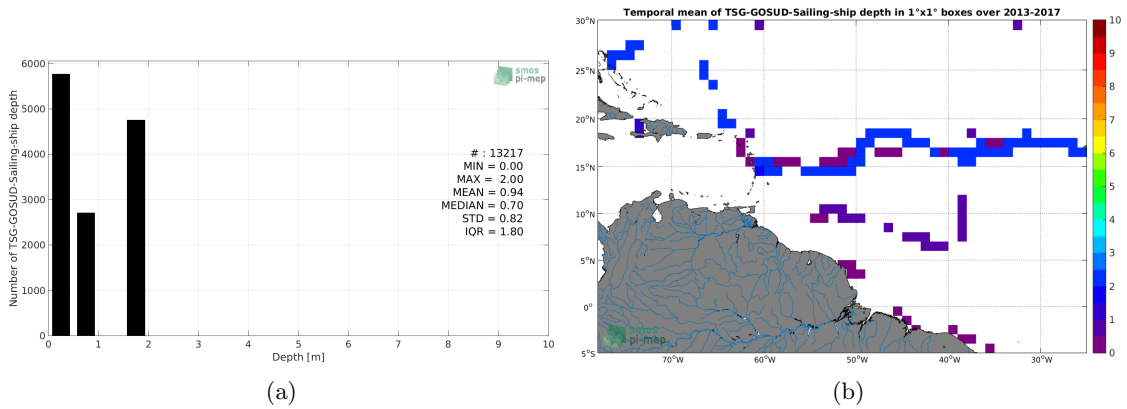 6000
5000
4000
3000
2000
1000
0
0 1 2 3 4 5 6 7 8 9 10
Number of TSG-GOSUD-Sailing-ship depth
Depth [m]
smos
pi-mep
# : 13217
MIN = 0.00
MAX = 2.00
MEAN = 0.94
MEDIAN = 0.70
STD = 0.82
IQR = 1.80
(a)
Temporal mean of TSG-GOSUD-Sailing-ship depth in 1°x1° boxes over 2013-2017
30°N
25°N
20°N
15°N
10°N
5°N
0°
5°S
70°W 60°W 50°W 40°W 30°W
smos
pi-mep
10
9
8
7
6
5
4
3
2
1
0
(b)